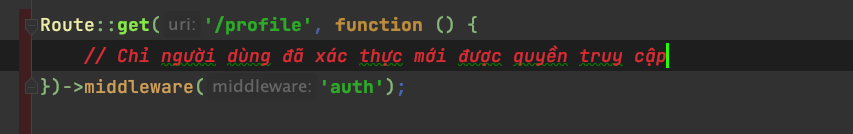 Route::get( uri: '/profile', function () {
// Chỉ người dùng đã xác thực mới được quyền truy cập
})->middleware( middleware: 'auth');